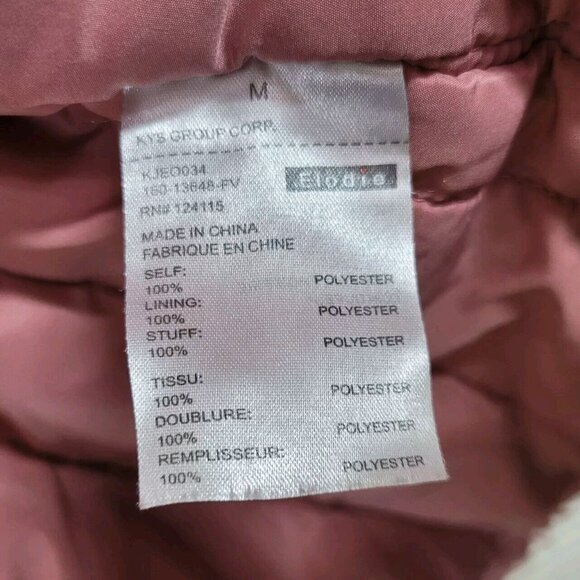 M
KYS GROUP CORP.
KJEO034
Elodie
160-13648-PV
RN# 124115
MADE IN CHINA
FABRIQUE EN CHINE
SELF:
100% POLYESTER
LINING:
100% POLYESTER
STUFF:
100% POLYESTER
TISSU:
100% POLYESTER
DOUBLURE:
100% POLYESTER
REMPLISSEUR:
100% POLYESTER